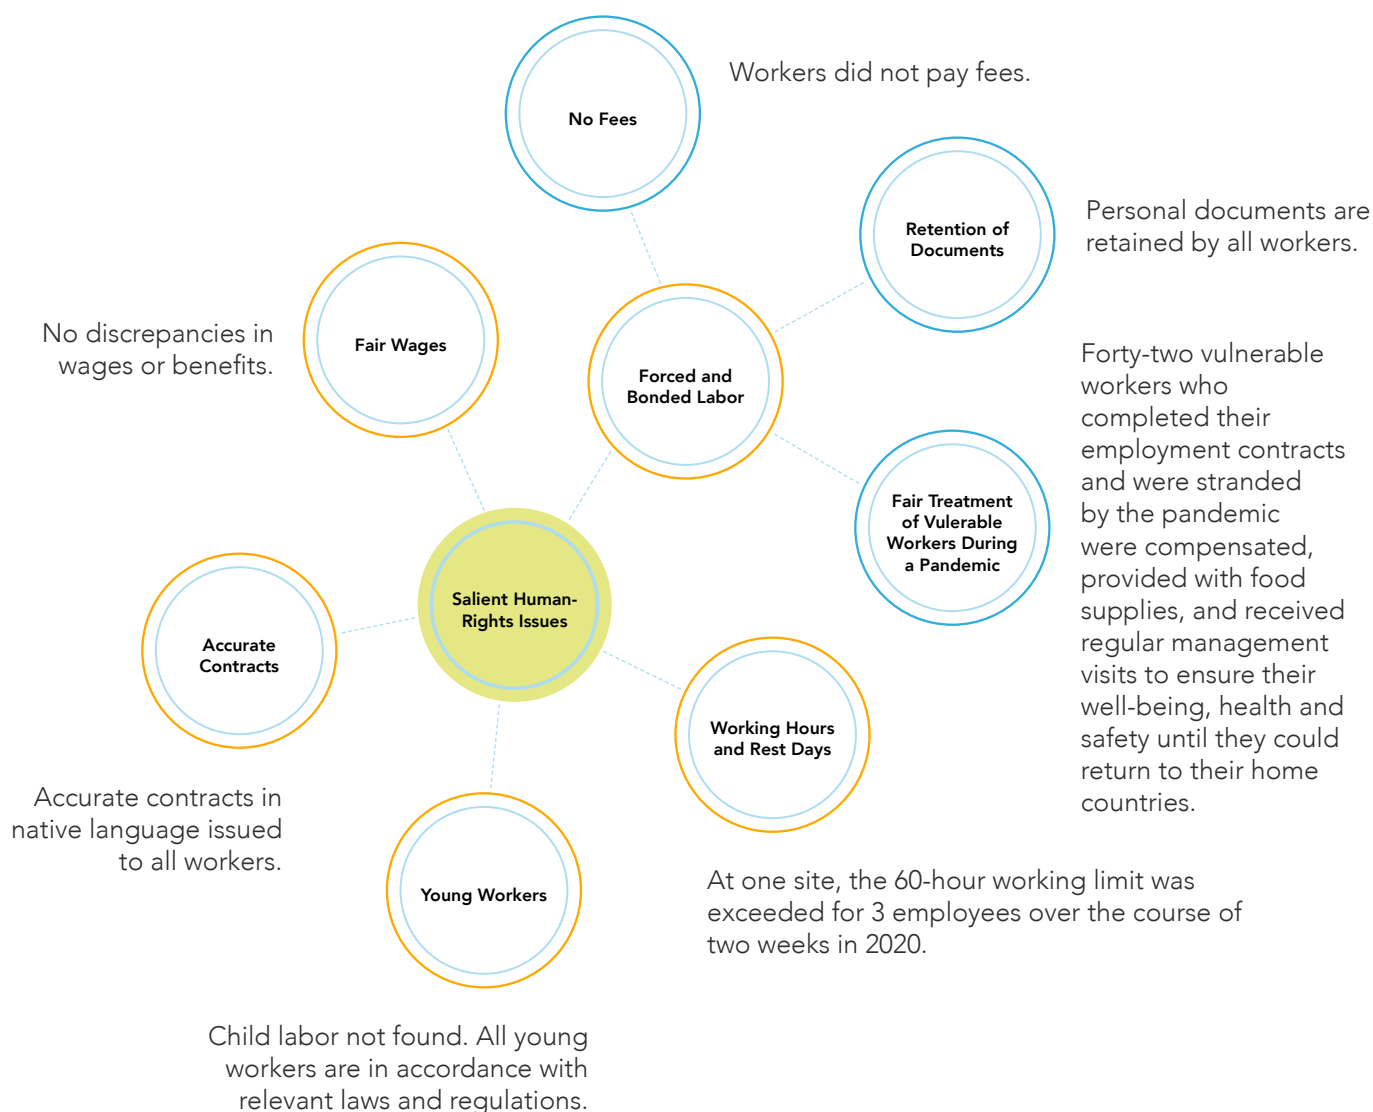 No Fees
Workers did not pay fees.
Retention of
Documents
Personal documents are
retained by all workers.
Fair Wages
No discrepancies in
wages or benefits.
Forced and
Bonded Labor
Fair Treatment
of Vulerable
Workers During
a Pandemic
Forty-two vulnerable
workers who
completed their
employment contracts
and were stranded
by the pandemic
were compensated,
provided with food
supplies, and received
regular management
visits to ensure their
well-being, health and
safety until they could
return to their home
countries.
Salient Human-
Rights Issues
Accurate
Contracts
Accurate contracts in
native language issued
to all workers.
Working Hours
and Rest Days
At one site, the 60-hour working limit was
exceeded for 3 employees over the course of
two weeks in 2020.
Young Workers
Child labor not found. All young
workers are in accordance with
relevant laws and regulations.